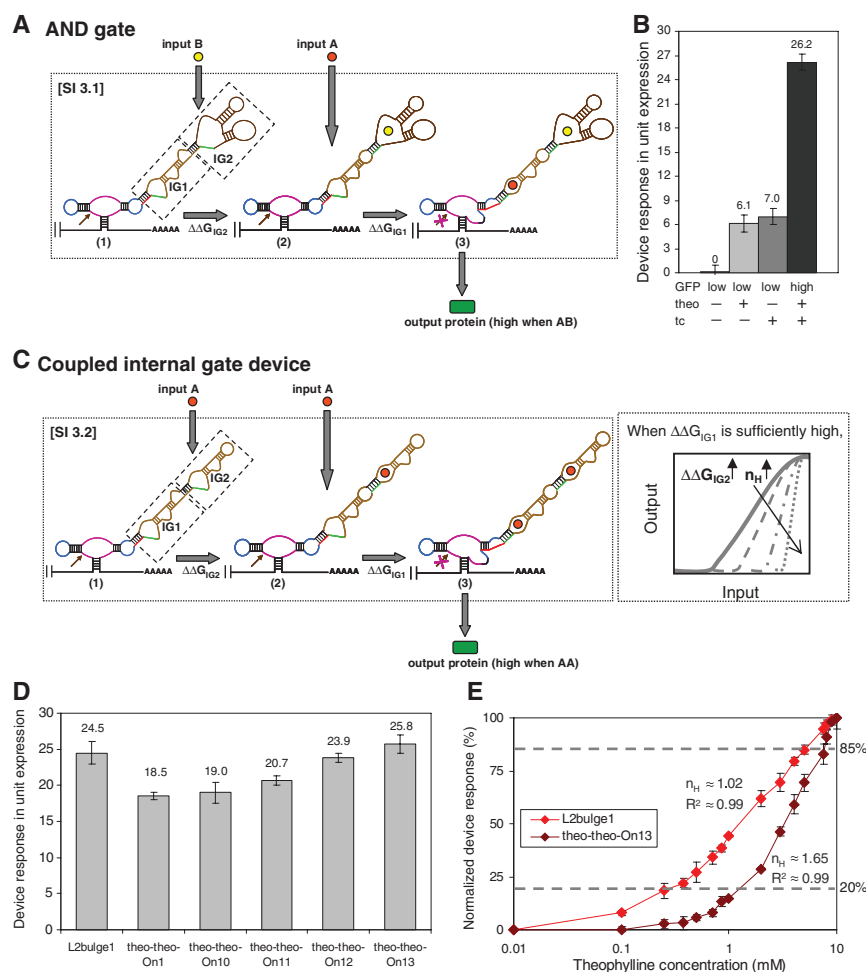 A AND gate
input B
input A
[SI 3.1]
IG2
IG1
AAAAA
AAAAA
AAAAA
ΔΔG_IG2
ΔΔG_IG1
(1)
(2)
(3)
output protein (high when AB)
B
Device response in unit expression
30
27
24
21
18
15
12
9
6
3
0
0
6.1
7.0
26.2
GFP low low low high
theo — + — +
tc — — + +
C Coupled internal gate device
input A
input A
[SI 3.2]
IG2
IG1
AAAAA
AAAAA
AAAAA
ΔΔG_IG2
ΔΔG_IG1
(1)
(2)
(3)
output protein (high when AA)
When ΔΔG_IG1 is sufficiently high,
ΔΔG_IG2 n_H
Output
Input
D
Device response in unit expression
30
25
20
15
10
5
0
24.5
18.5
19.0
20.7
23.9
25.8
L2bulge1
theo-theo-
On1
theo-theo-
On10
theo-theo-
On11
theo-theo-
On12
theo-theo-
On13
E
Normalized device response (%)
100
75
50
25
0
85%
20%
n_H ≈ 1.02
R² ≈ 0.99
L2bulge1
theo-theo-On13
n_H ≈ 1.65
R² ≈ 0.99
0.01
0.1
1
10
Theophylline concentration (mM)